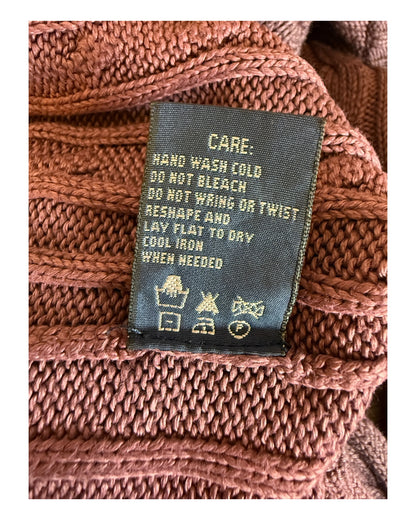 CARE:
HAND WASH COLD
DO NOT BLEACH
DO NOT WRING OR TWIST
RESHAPE AND
LAY FLAT TO DRY
COOL IRON
WHEN NEEDED
P